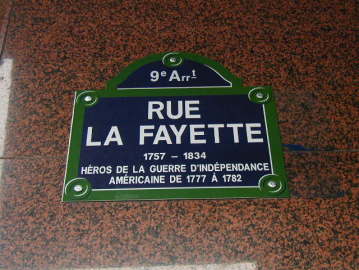 9e Arrt
RUE
LA FAYETTE
1757 – 1834
HÉROS DE LA GUERRE D'INDÉPENDANCE
AMÉRICAINE DE 1777 À 1782